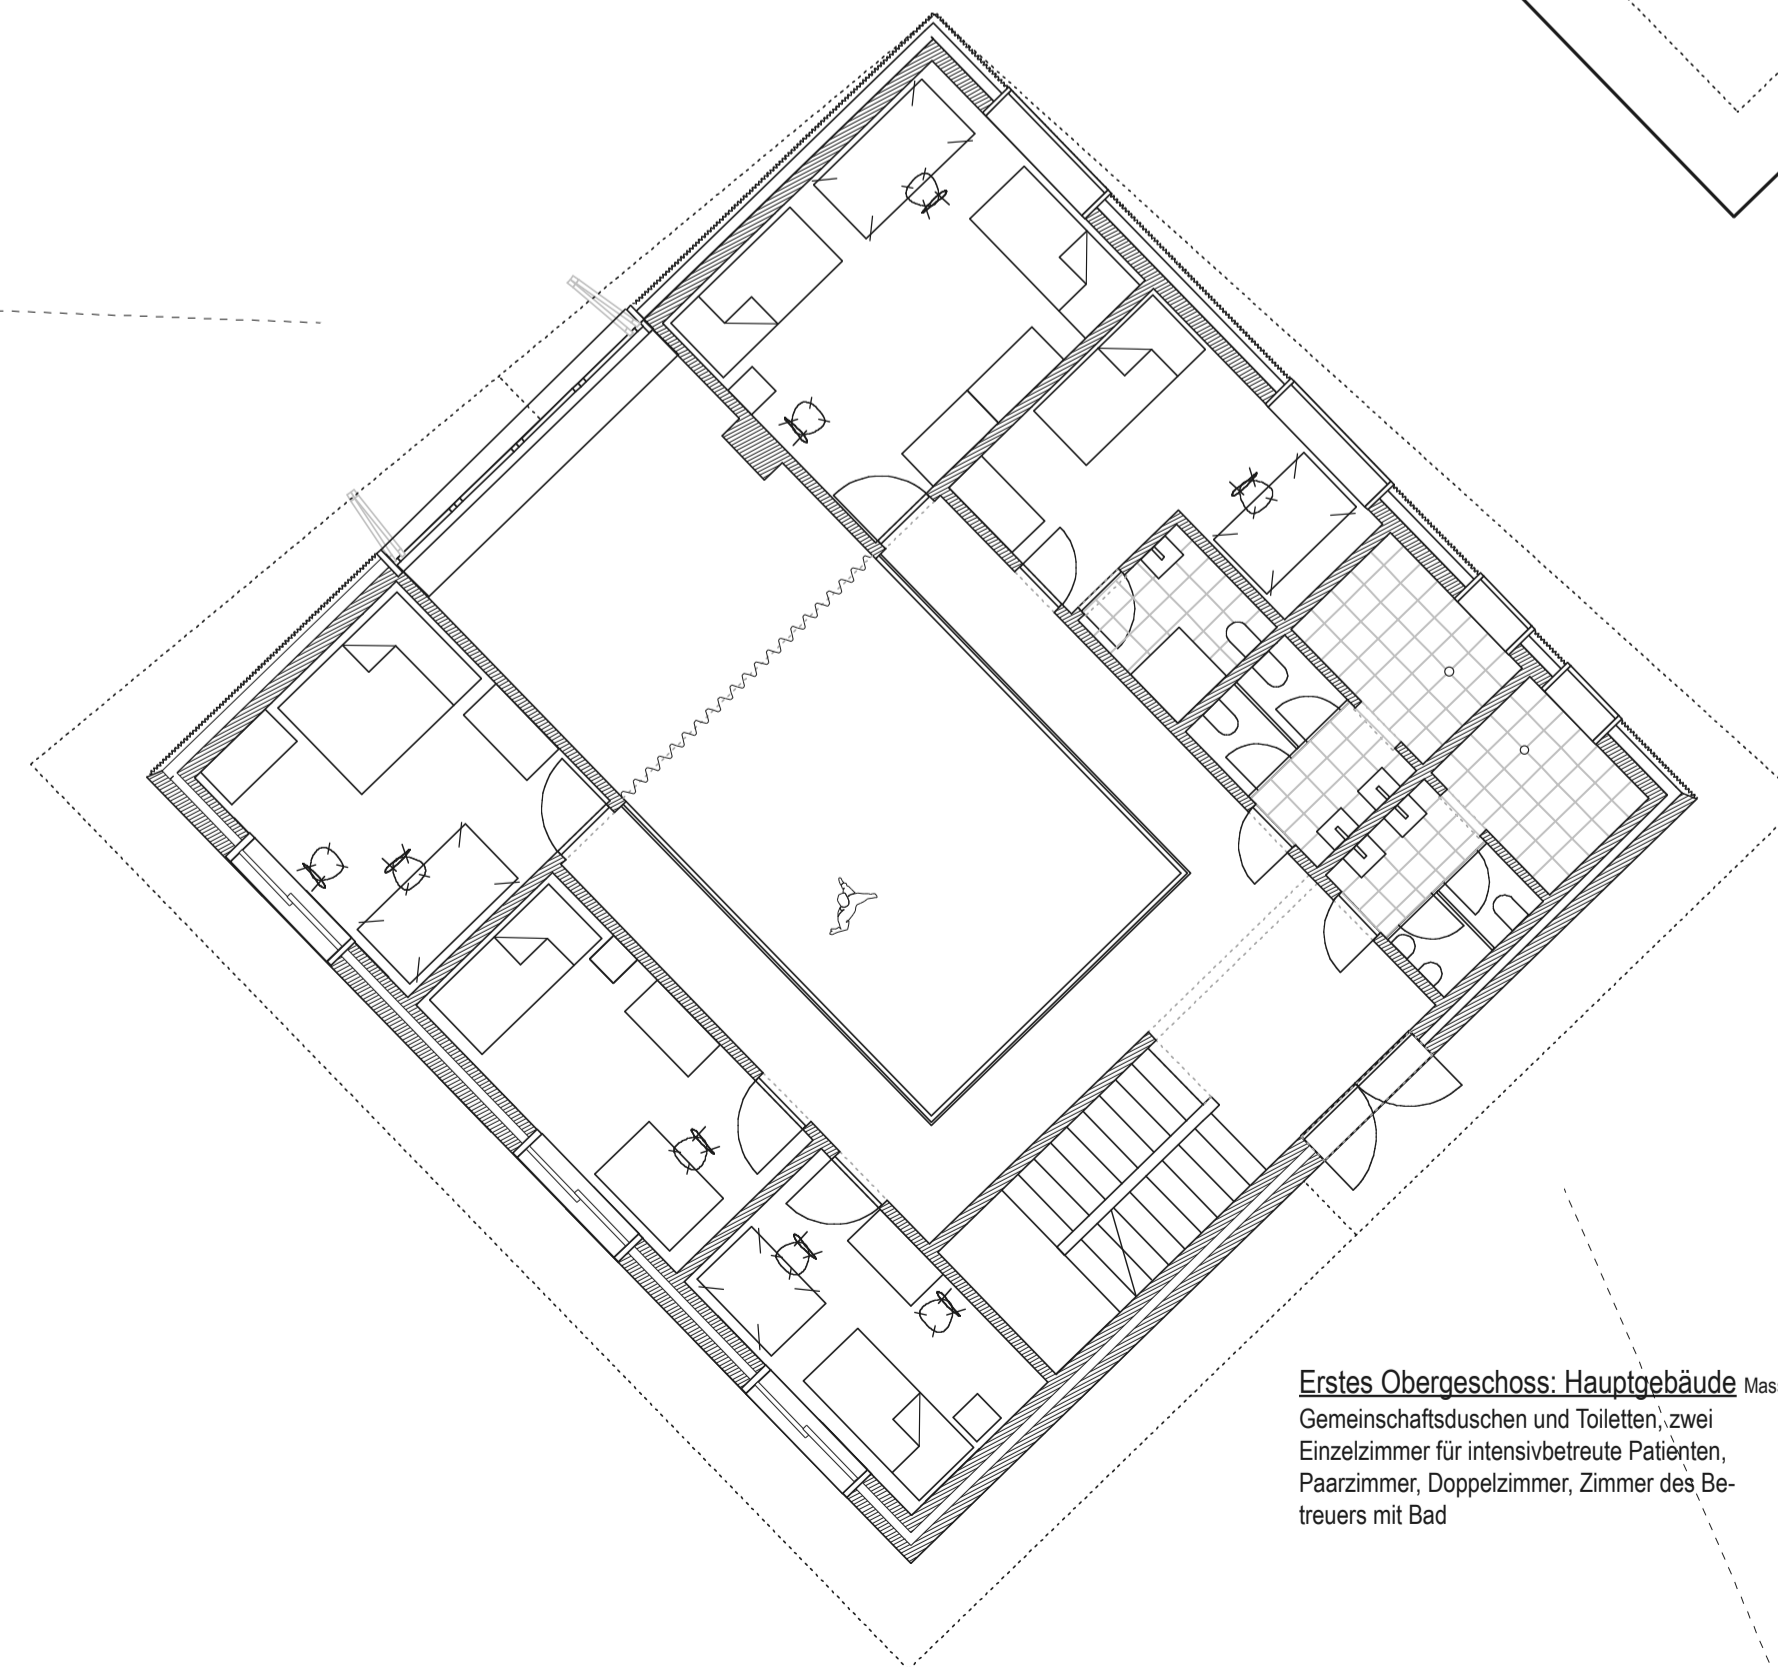 Erstes Obergeschoss: Hauptgebäude
Gemeinschaftsduschen und Toiletten, zwei
Einzelzimmer für intensivbetreute Patienten,
Paarzimmer, Doppelzimmer, Zimmer des Be-
treuers mit Bad